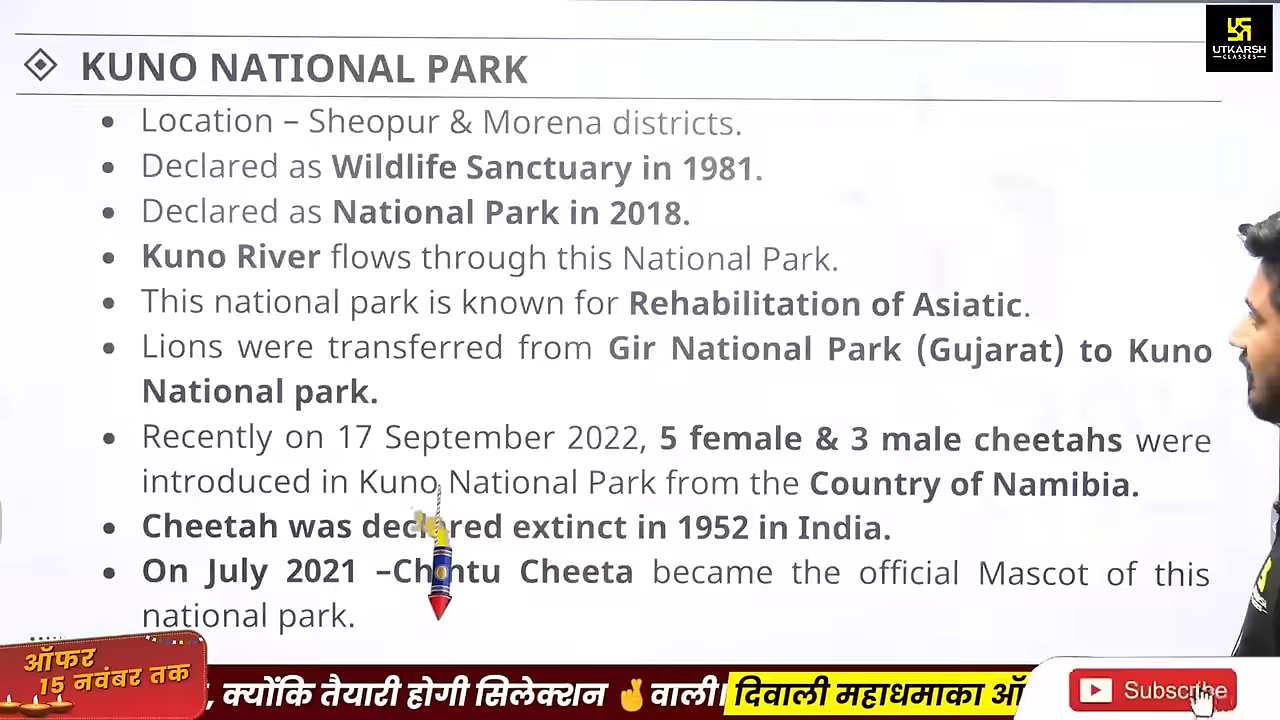 UTKARSH
CLASSES
KUNO NATIONAL PARK
• Location – Sheopur & Morena districts.
• Declared as Wildlife Sanctuary in 1981.
• Declared as National Park in 2018.
• Kuno River flows through this National Park.
• This national park is known for Rehabilitation of Asiatic.
• Lions were transferred from Gir National Park (Gujarat) to Kuno
National park.
• Recently on 17 September 2022, 5 female & 3 male cheetahs were
introduced in Kuno National Park from the Country of Namibia.
• Cheetah was declared extinct in 1952 in India.
• On July 2021 –Chintu Cheeta became the official Mascot of this
national park.
ऑफर
15 नवंबर तक
, क्योंकि तैयारी होगी सिलेक्शन 🤞 वाली। दिवाली महाधमाका
Subscribe